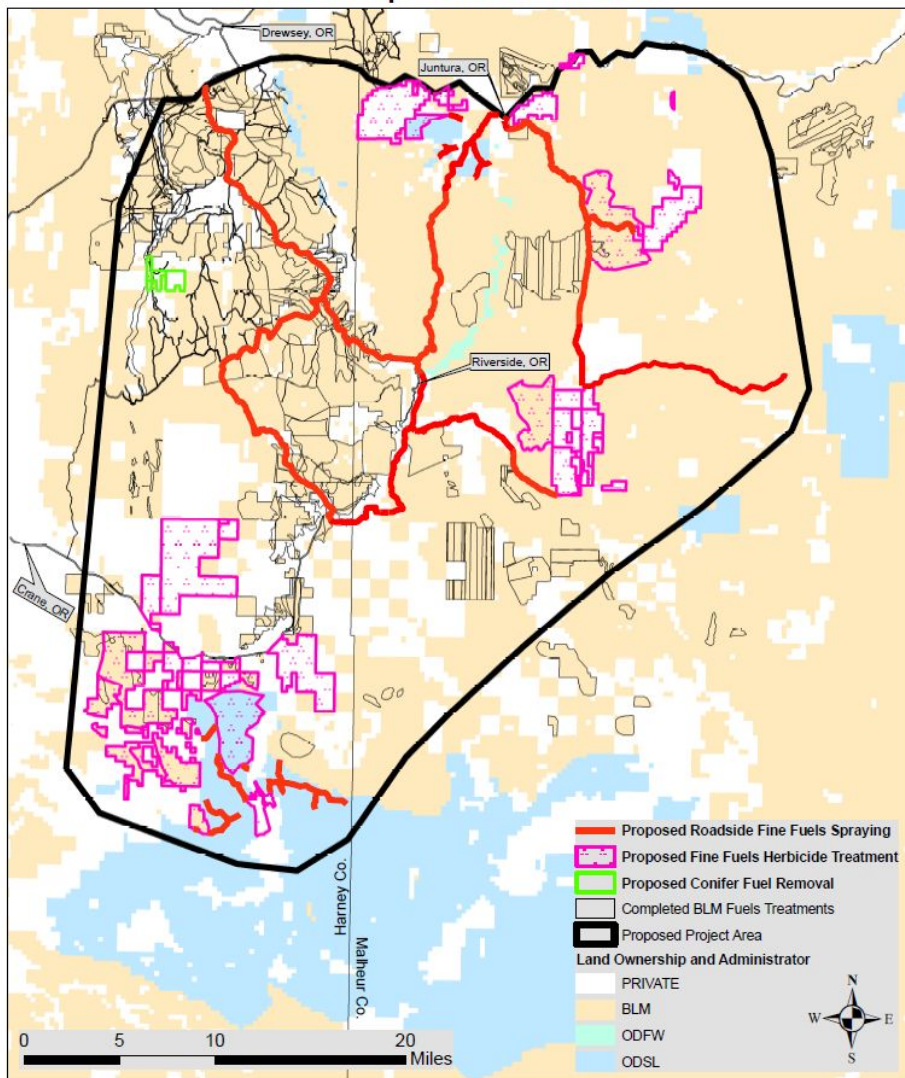 Drewsey, OR
Juntura, OR
Riverside, OR
Crane, OR
Harney Co.
Malheur Co.
Proposed Roadside Fine Fuels Spraying
Proposed Fine Fuels Herbicide Treatment
Proposed Conifer Fuel Removal
Completed BLM Fuels Treatments
Proposed Project Area
Land Ownership and Administrator
PRIVATE
BLM
ODFW
ODSL
N
W E
S
0 5 10 20
Miles